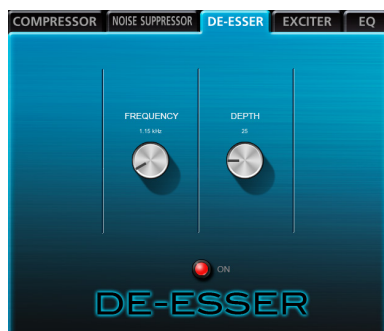 COMPRESSOR NOISE SUPPRESSOR DE-ESSER EXCITER EQ
FREQUENCY DEPTH
1.15 kHz 25
ON
DE-ESSER